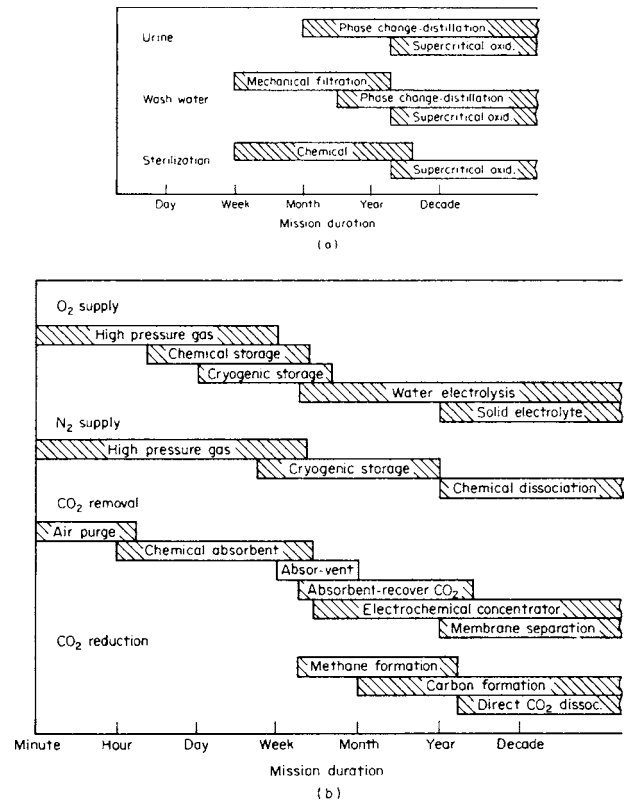 Urine
Phase change-distillation
Supercritical oxid.
Mechanical filtration
Wash water
Phase change-distillation
Supercritical oxid.
Sterilization
Chemical
Supercritical oxid.
Day Week Month Year Decade
Mission duration
(a)
O₂ supply
High pressure gas
Chemical storage
Cryogenic storage
Water electrolysis
Solid electrolyte
N₂ supply
High pressure gas
Cryogenic storage
Chemical dissociation
CO₂ removal
Air purge
Chemical absorbent
Absor-vent
Absorbent-recover CO₂
Electrochemical concentrator
Membrane separation
CO₂ reduction
Methane formation
Carbon formation
Direct CO₂ dissoc.
Minute Hour Day Week Month Year Decade
Mission duration
(b)